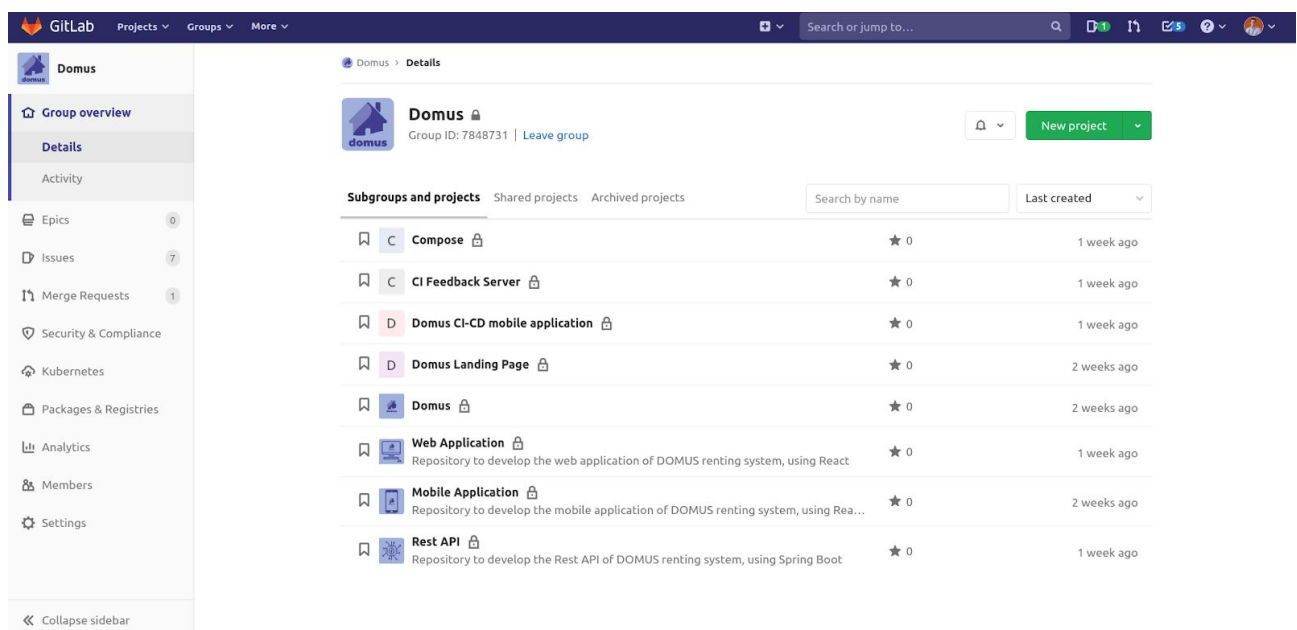 GitLab Projects Groups More Search or jump to... 1 5
domus Domus
Group overview
Details
Activity
Epics 0
Issues 7
Merge Requests 1
Security & Compliance
Kubernetes
Packages & Registries
Analytics
Members
Settings
Collapse sidebar
Domus > Details
domus
Domus
Group ID: 7848731 | Leave group
New project
Subgroups and projects Shared projects Archived projects Search by name Last created
C Compose 0 1 week ago
C CI Feedback Server 0 1 week ago
D Domus CI-CD mobile application 0 1 week ago
D Domus Landing Page 0 2 weeks ago
Domus 0 2 weeks ago
Web Application
Repository to develop the web application of DOMUS renting system, using React 0 1 week ago
Mobile Application
Repository to develop the mobile application of DOMUS renting system, using Rea... 0 2 weeks ago
Rest API
Repository to develop the Rest API of DOMUS renting system, using Spring Boot 0 1 week ago